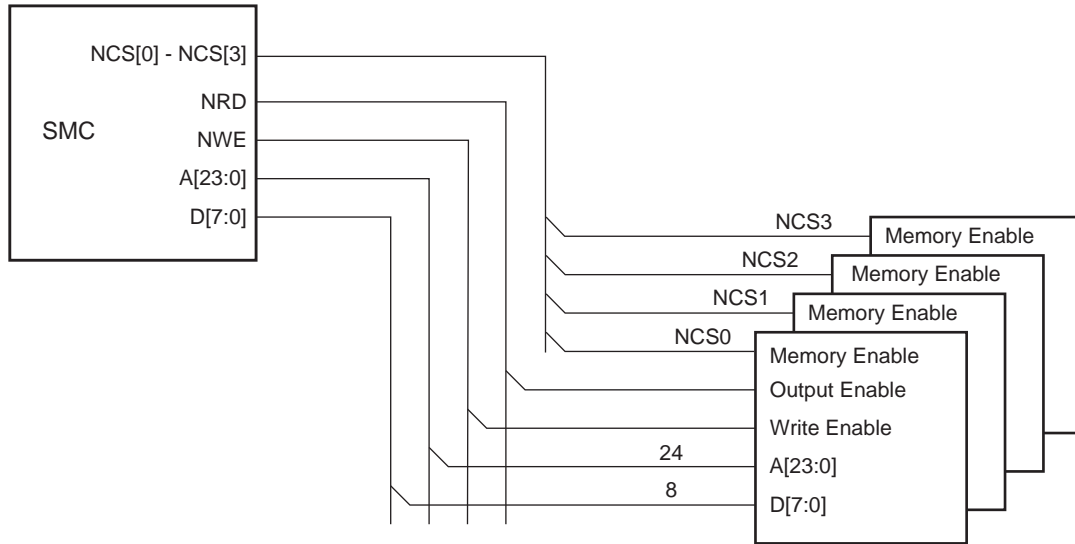 NCS[0] - NCS[3]
NRD
SMC
NWE
A[23:0]
D[7:0]
NCS3
Memory Enable
NCS2
Memory Enable
NCS1
Memory Enable
NCS0
Memory Enable
Output Enable
Write Enable
24
A[23:0]
8
D[7:0]